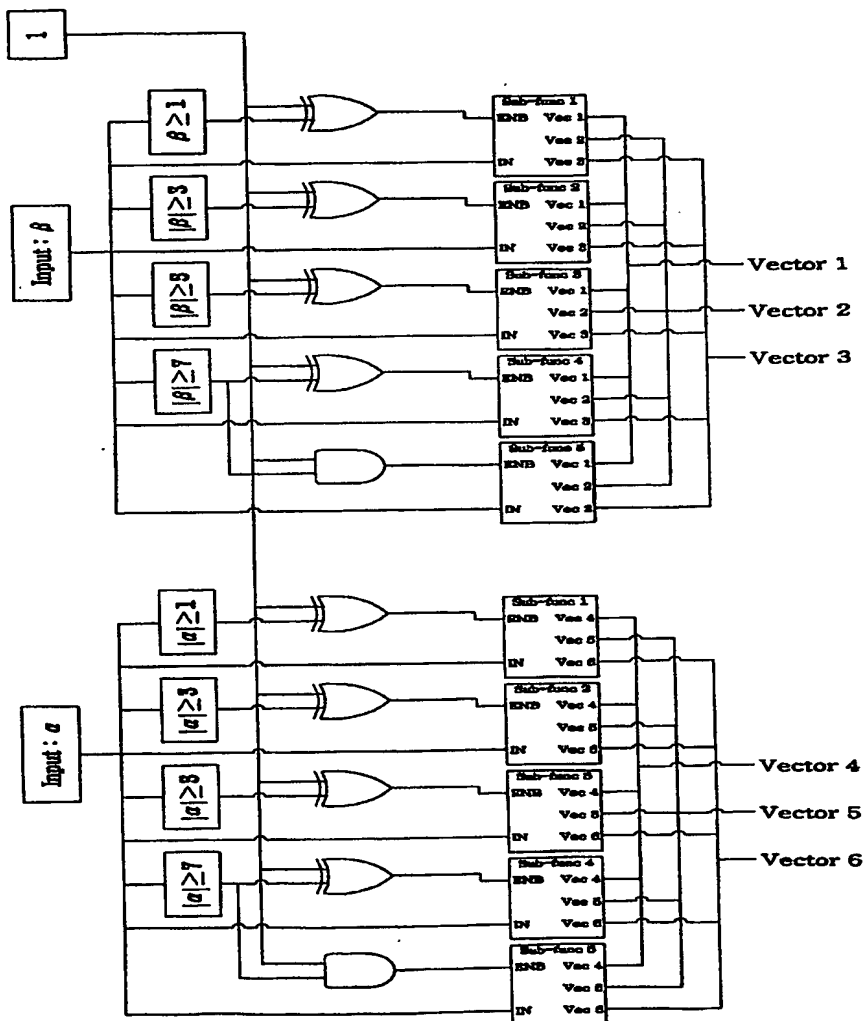 1
Input: β
β ≥ 1
|β| ≥ 3
|β| ≥ 5
|β| ≥ 7
Sub-func 1
ENB Vec 1
Vec 2
IN Vec 3
Sub-func 2
ENB Vec 1
Vec 2
IN Vec 3
Sub-func 3
ENB Vec 1
Vec 2
IN Vec 3
Sub-func 4
ENB Vec 1
Vec 2
IN Vec 3
Sub-func 5
ENB Vec 1
Vec 2
IN Vec 2
Vector 1
Vector 2
Vector 3
Input: α
|α| ≥ 1
|α| ≥ 3
|α| ≥ 5
|α| ≥ 7
Sub-func 1
ENB Vec 4
Vec 5
IN Vec 6
Sub-func 2
ENB Vec 4
Vec 5
IN Vec 6
Sub-func 3
ENB Vec 4
Vec 5
IN Vec 6
Sub-func 4
ENB Vec 4
Vec 5
IN Vec 6
Sub-func 5
ENB Vec 4
Vec 5
IN Vec 6
Vector 4
Vector 5
Vector 6